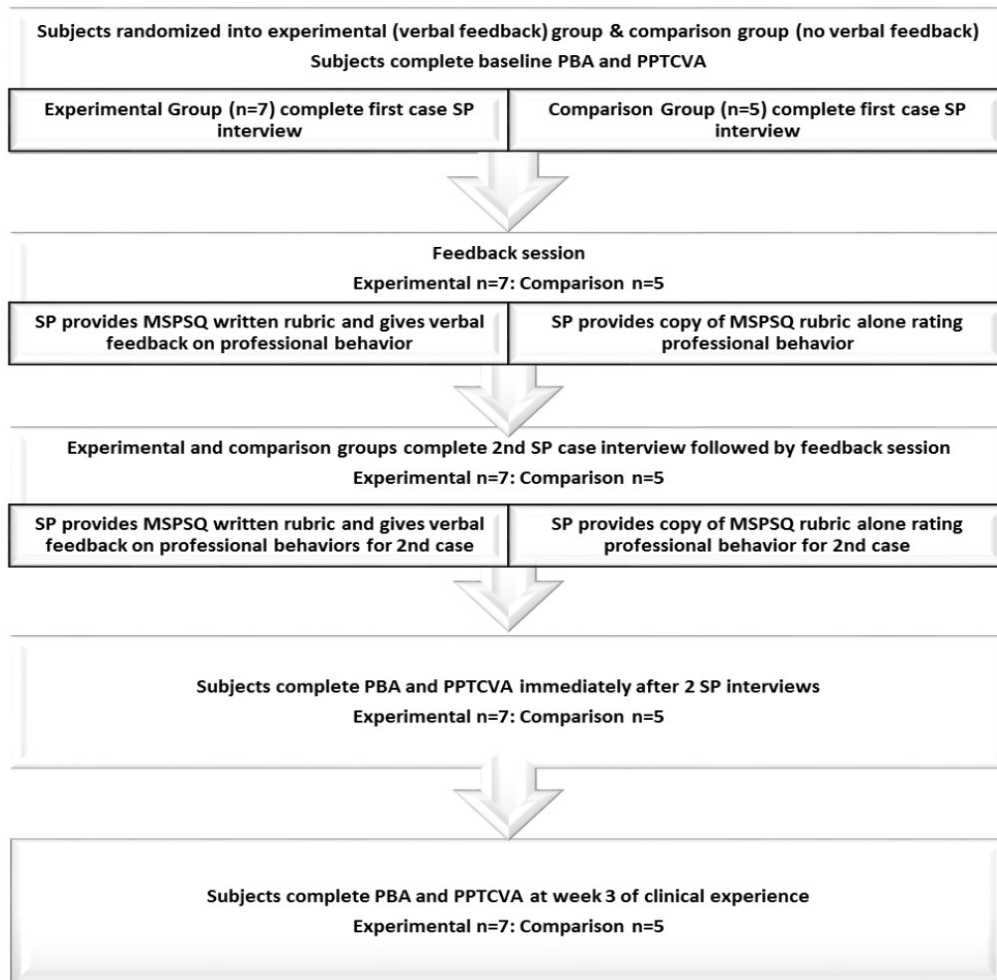 Subjects randomized into experimental (verbal feedback) group & comparison group (no verbal feedback)
Subjects complete baseline PBA and PPTCVA
Experimental Group (n=7) complete first case SP
interview
Comparison Group (n=5) complete first case SP
interview
Feedback session
Experimental n=7: Comparison n=5
SP provides MSPSQ written rubric and gives verbal
feedback on professional behavior
SP provides copy of MSPSQ rubric alone rating
professional behavior
Experimental and comparison groups complete 2nd SP case interview followed by feedback session
Experimental n=7: Comparison n=5
SP provides MSPSQ written rubric and gives verbal
feedback on professional behaviors for 2nd case
SP provides copy of MSPSQ rubric alone rating
professional behavior for 2nd case
Subjects complete PBA and PPTCVA immediately after 2 SP interviews
Experimental n=7: Comparison n=5
Subjects complete PBA and PPTCVA at week 3 of clinical experience
Experimental n=7: Comparison n=5